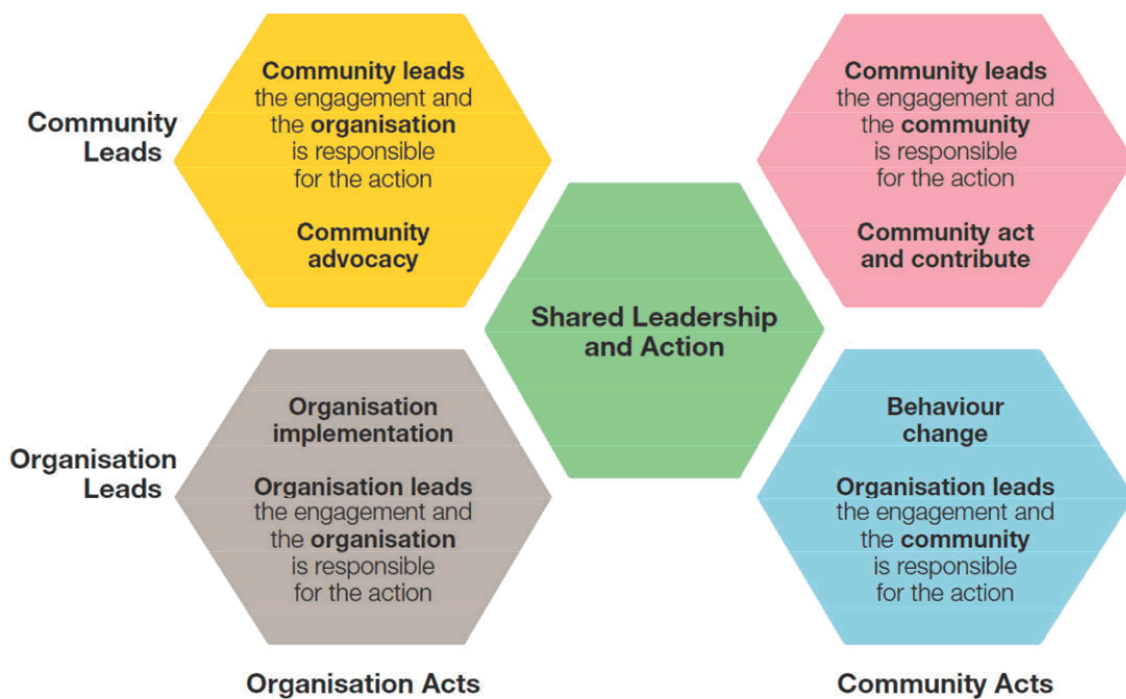 Community
Leads
Community leads
the engagement and
the organisation
is responsible
for the action
Community
advocacy
Community leads
the engagement and
the community
is responsible
for the action
Community act
and contribute
Shared Leadership
and Action
Organisation
Leads
Organisation
implementation
Organisation leads
the engagement and
the organisation
is responsible
for the action
Behaviour
change
Organisation leads
the engagement and
the community
is responsible
for the action
Organisation Acts
Community Acts